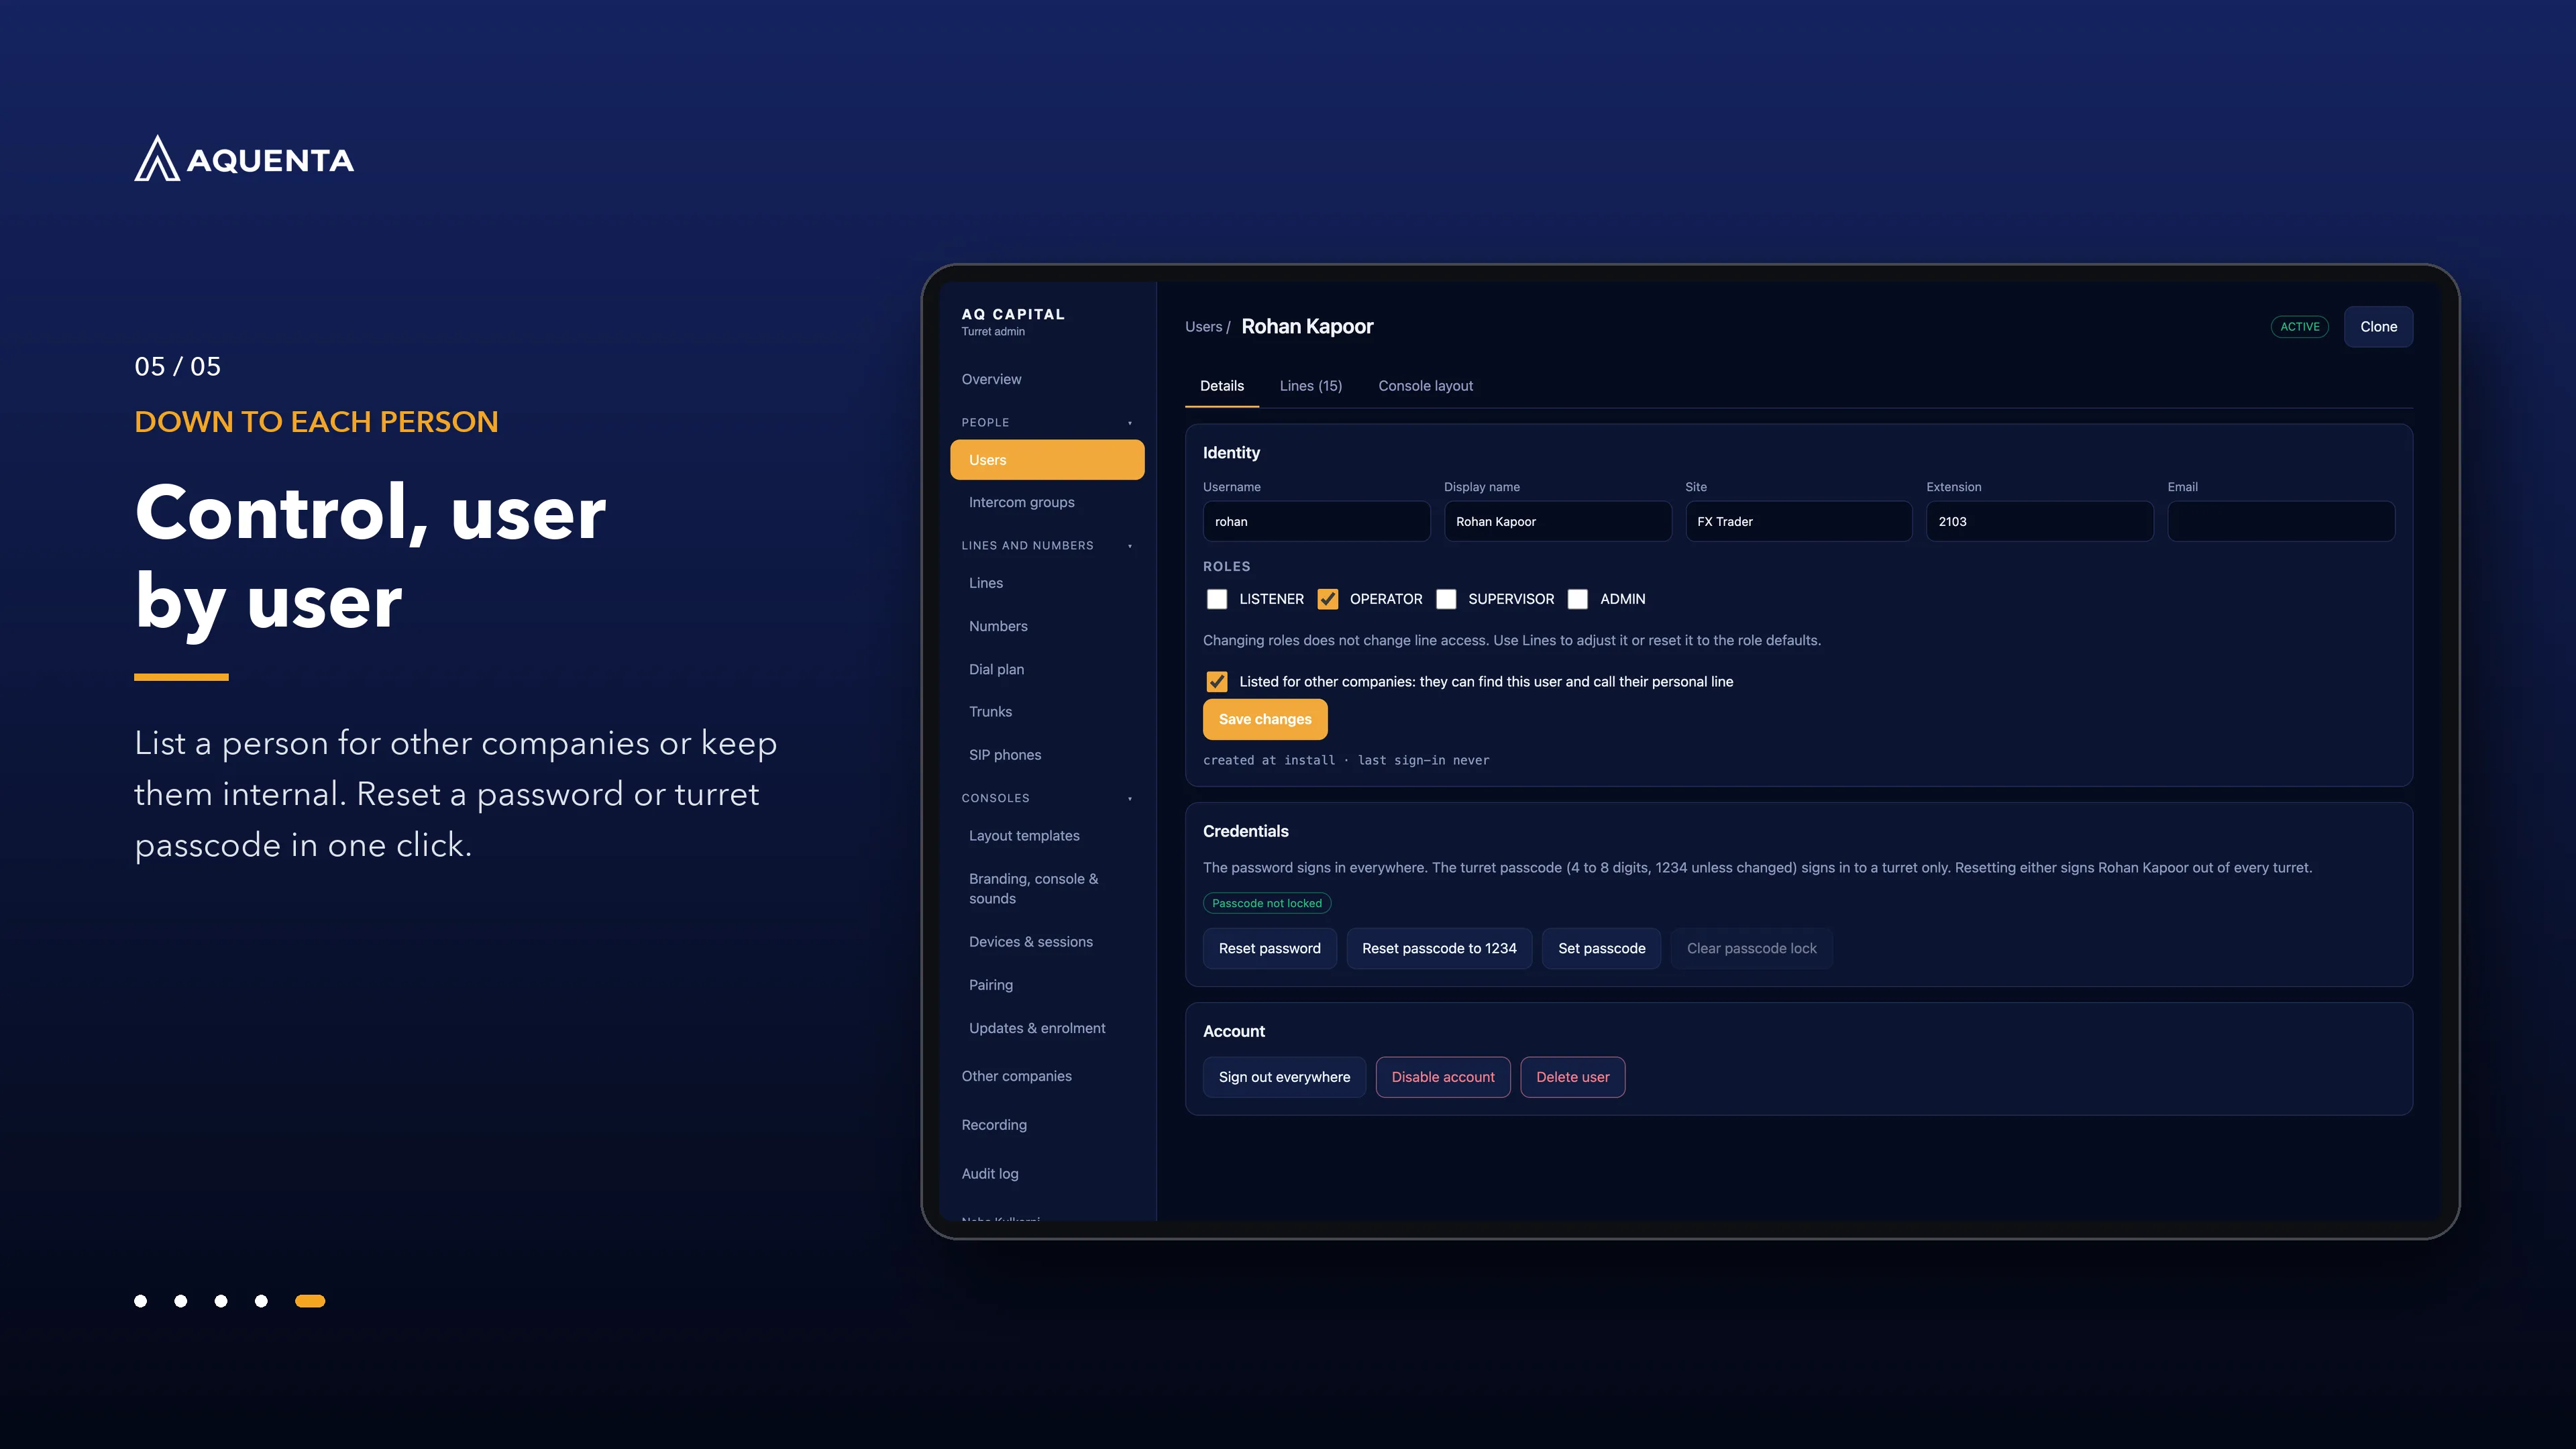 AQUENTA
05 / 05
DOWN TO EACH PERSON
Control, user
by user
List a person for other companies or keep
them internal. Reset a password or turret
passcode in one click.
AQ CAPITAL
Turret admin
Overview
PEOPLE
Users
Intercom groups
LINES AND NUMBERS
Lines
Numbers
Dial plan
Trunks
SIP phones
CONSOLES
Layout templates
Branding, console &
sounds
Devices & sessions
Pairing
Updates & enrolment
Other companies
Recording
Audit log
Users / Rohan Kapoor
ACTIVE
Clone
Details Lines (15) Console layout
Identity
Username Display name Site Extension Email
rohan Rohan Kapoor FX Trader 2103
ROLES
LISTENER OPERATOR SUPERVISOR ADMIN
Changing roles does not change line access. Use Lines to adjust it or reset it to the role defaults.
Listed for other companies: they can find this user and call their personal line
Save changes
created at install · last sign-in never
Credentials
The password signs in everywhere. The turret passcode (4 to 8 digits, 1234 unless changed) signs in to a turret only. Resetting either signs Rohan Kapoor out of every turret.
Passcode not locked
Reset password Reset passcode to 1234 Set passcode Clear passcode lock
Account
Sign out everywhere Disable account Delete user